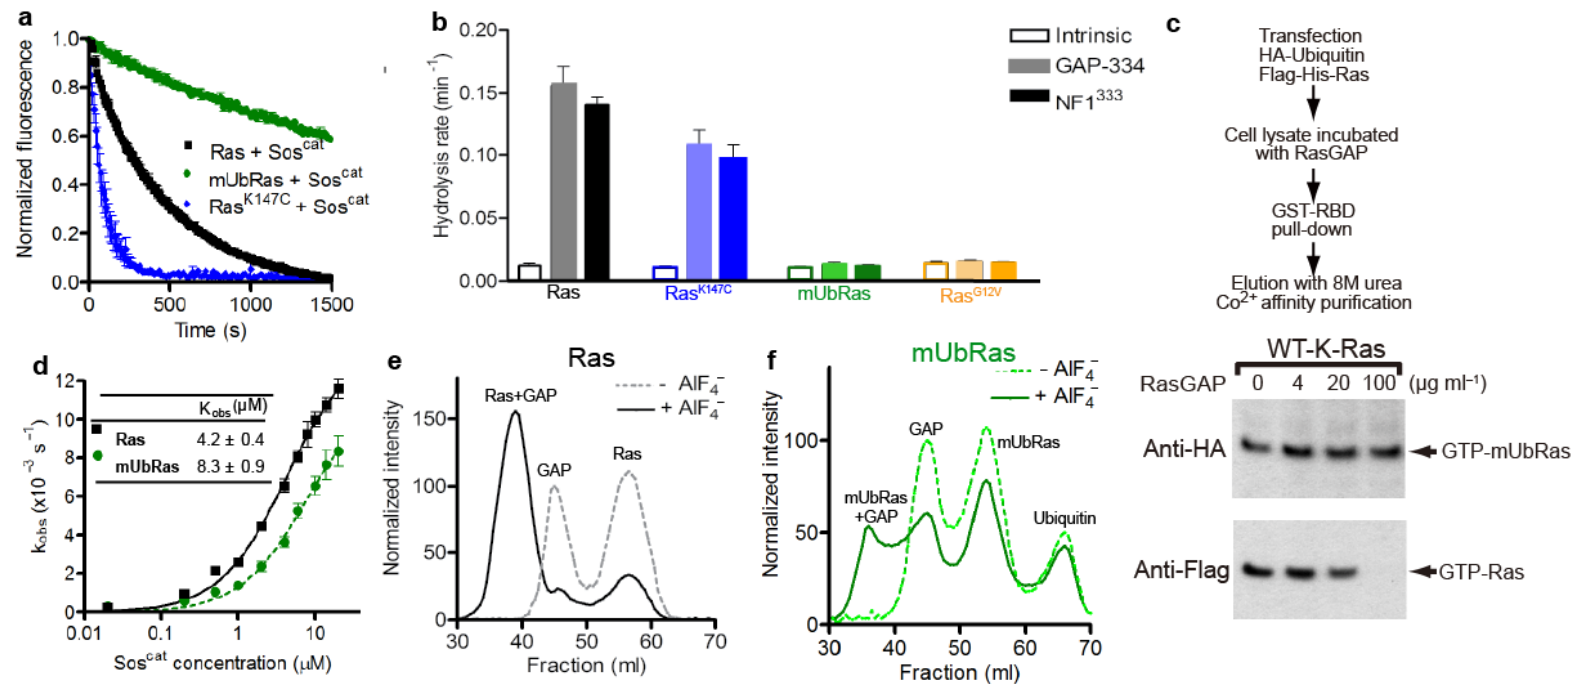 a
Normalized fluorescence
1.0
0.8
0.6
0.4
0.2
0.0
Ras + Sos^cat
mUbRas + Sos^cat
Ras^K147C + Sos^cat
0 500 1000 1500
Time (s)
b
Hydrolysis rate (min⁻¹)
0.20
0.15
0.10
0.05
0.00
Intrinsic
GAP-334
NF1³³³
Ras Ras^K147C mUbRas Ras^G12V
c
Transfection
HA-Ubiquitin
Flag-His-Ras
Cell lysate incubated
with RasGAP
GST-RBD
pull-down
Elution with 8M urea
Co²⁺ affinity purification
WT-K-Ras
RasGAP 0 4 20 100 (µg ml⁻¹)
Anti-HA GTP-mUbRas
Anti-Flag GTP-Ras
d
k_obs (x10⁻³ s⁻¹)
12
10
8
6
4
2
0
K_obs (µM)
Ras 4.2 ± 0.4
mUbRas 8.3 ± 0.9
0.01 0.1 1 10
Sos^cat concentration (µM)
e
Ras
Normalized intensity
150
100
50
0
- AlF₄⁻
+ AlF₄⁻
Ras+GAP
GAP
Ras
30 40 50 60 70
Fraction (ml)
f
mUbRas
Normalized intensity
100
50
0
- AlF₄⁻
+ AlF₄⁻
GAP
mUbRas
mUbRas
+GAP
Ubiquitin
30 40 50 60 70
Fraction (ml)